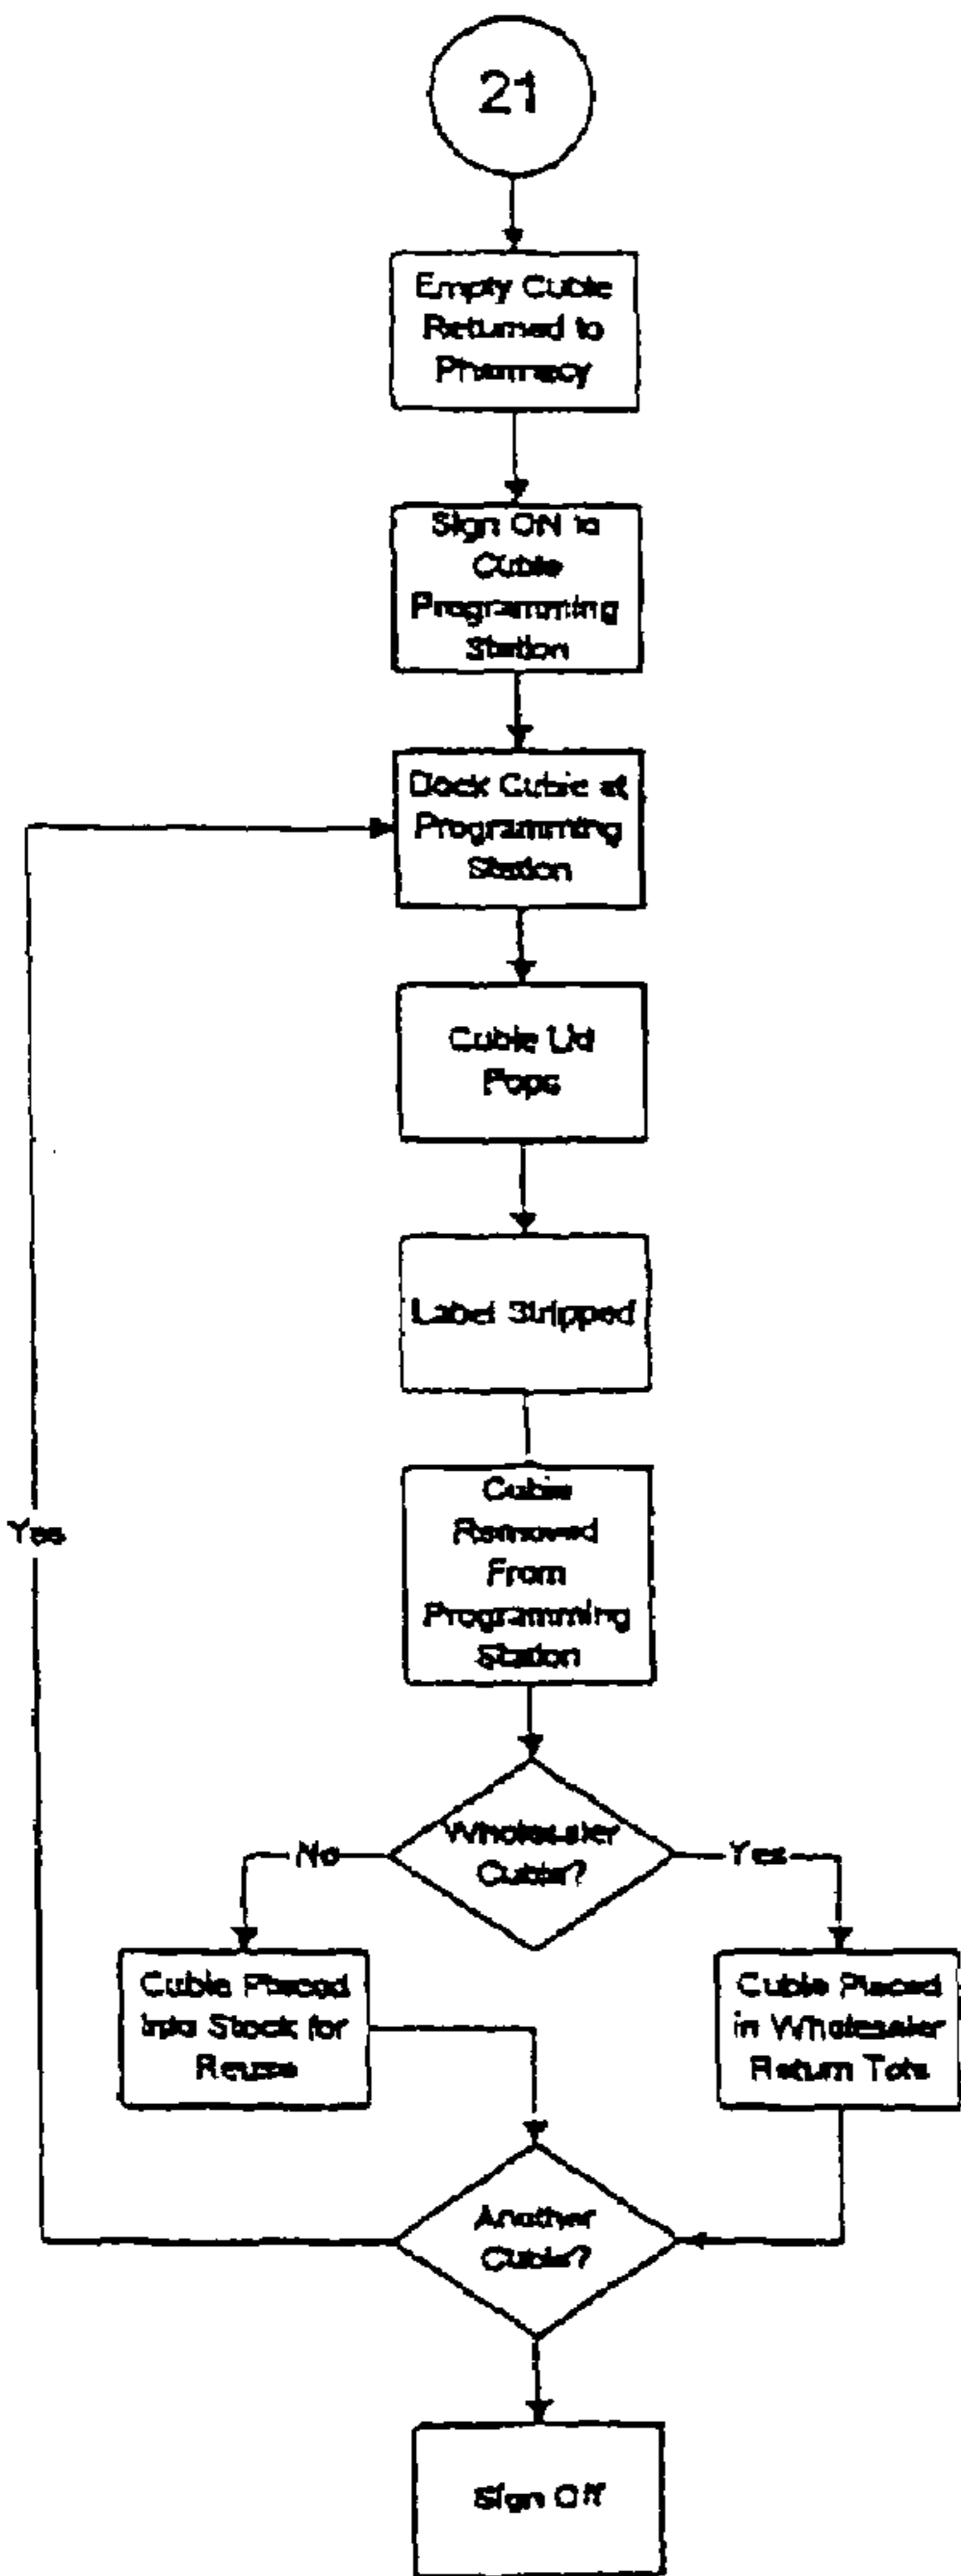 21
Empty Cubie
Returned to
Pharmacy
Sign ON to
Cubie
Programming
Station
Dock Cubie at
Programming
Station
Cubie Lid
Pops
Label Stripped
Cubie
Removed
From
Programming
Station
Wholesaler
Cubie?
No
Yes
Cubie Placed
into Stock for
Reuse
Cubie Placed
in Wholesaler
Return Tote
Another
Cubie?
Yes
Sign Off